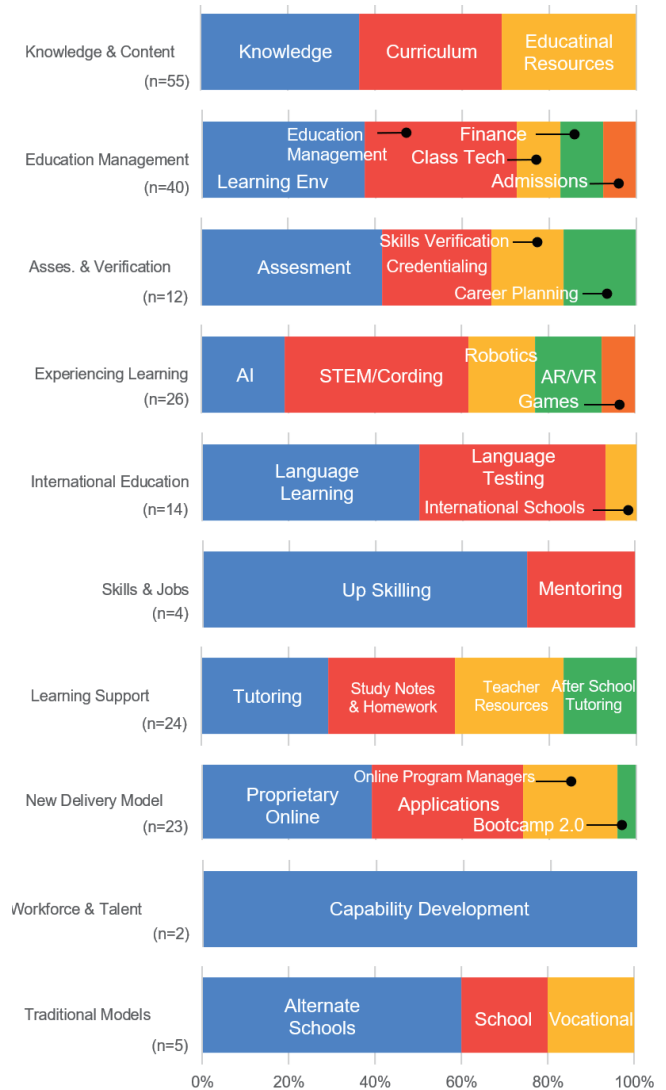 Knowledge & Content
(n=55)
Knowledge
Curriculum
Educatinal
Resources
Education Management
(n=40)
Education
Management
Learning Env
Finance
Class Tech
Admissions
Asses. & Verification
(n=12)
Assesment
Skills Verification
Credentialing
Career Planning
Experiencing Learning
(n=26)
AI
STEM/Cording
Robotics
AR/VR
Games
International Education
(n=14)
Language
Learning
Language
Testing
International Schools
Skills & Jobs
(n=4)
Up Skilling
Mentoring
Learning Support
(n=24)
Tutoring
Study Notes
& Homework
Teacher
Resources
After School
Tutoring
New Delivery Model
(n=23)
Proprietary
Online
Online Program Managers
Applications
Bootcamp 2.0
Workforce & Talent
(n=2)
Capability Development
Traditional Models
(n=5)
Alternate
Schools
School
Vocational
0% 20% 40% 60% 80% 100%